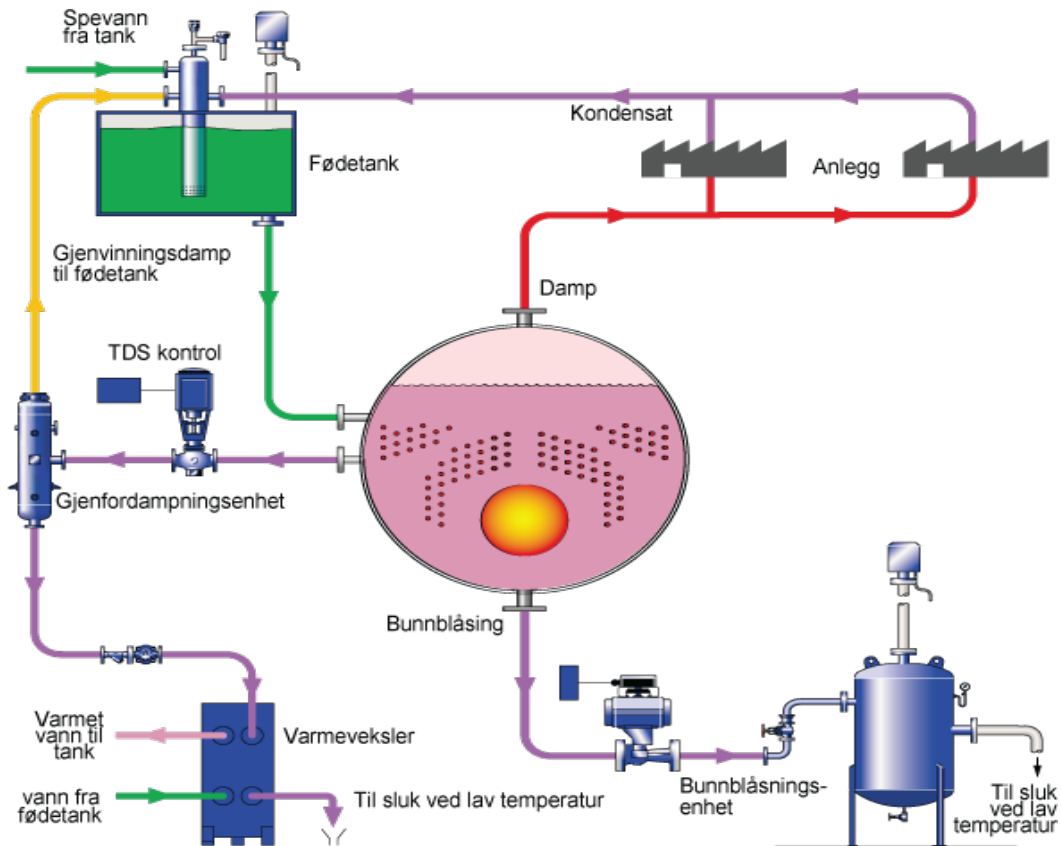 Spevann
fra tank
Kondensat
Fødetank
Anlegg
Gjenvinningsdamp
til fødetank
Damp
TDS kontrol
Gjenfordampningsenhet
Bunnblåsing
Varmet
vann til
tank
Varmeveksler
vann fra
fødetank
Til sluk ved lav temperatur
Bunnblåsnings-
enhet
Til sluk
ved lav
temperatur